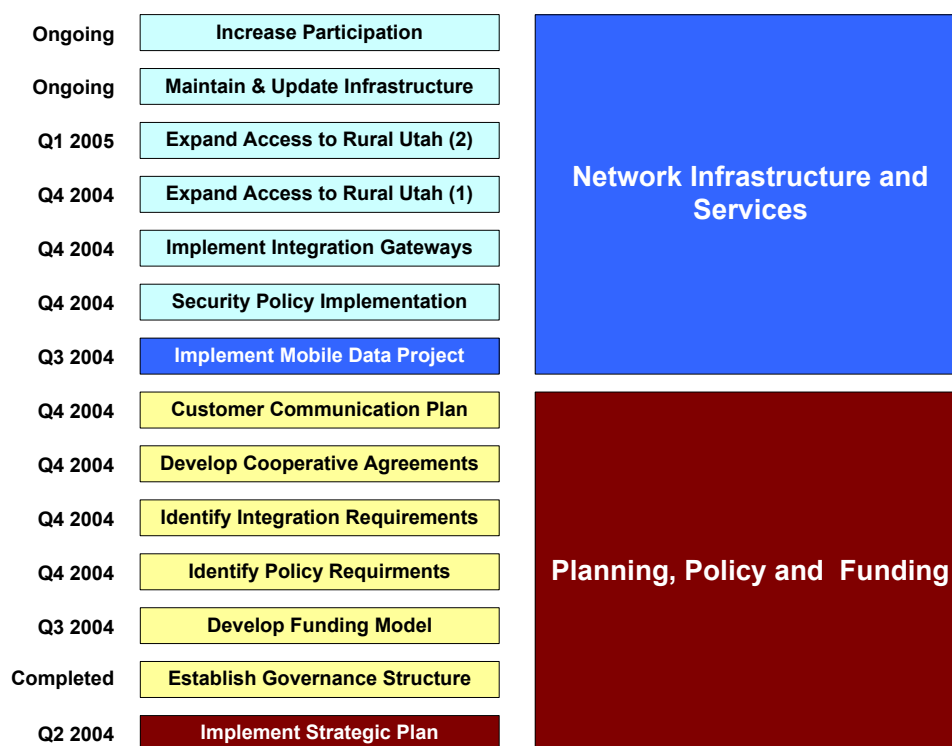 Ongoing Increase Participation
Ongoing Maintain & Update Infrastructure
Q1 2005 Expand Access to Rural Utah (2)
Q4 2004 Expand Access to Rural Utah (1)
Q4 2004 Implement Integration Gateways
Q4 2004 Security Policy Implementation
Q3 2004 Implement Mobile Data Project
Network Infrastructure and
Services
Q4 2004 Customer Communication Plan
Q4 2004 Develop Cooperative Agreements
Q4 2004 Identify Integration Requirements
Q4 2004 Identify Policy Requirments
Q3 2004 Develop Funding Model
Completed Establish Governance Structure
Q2 2004 Implement Strategic Plan
Planning, Policy and  Funding